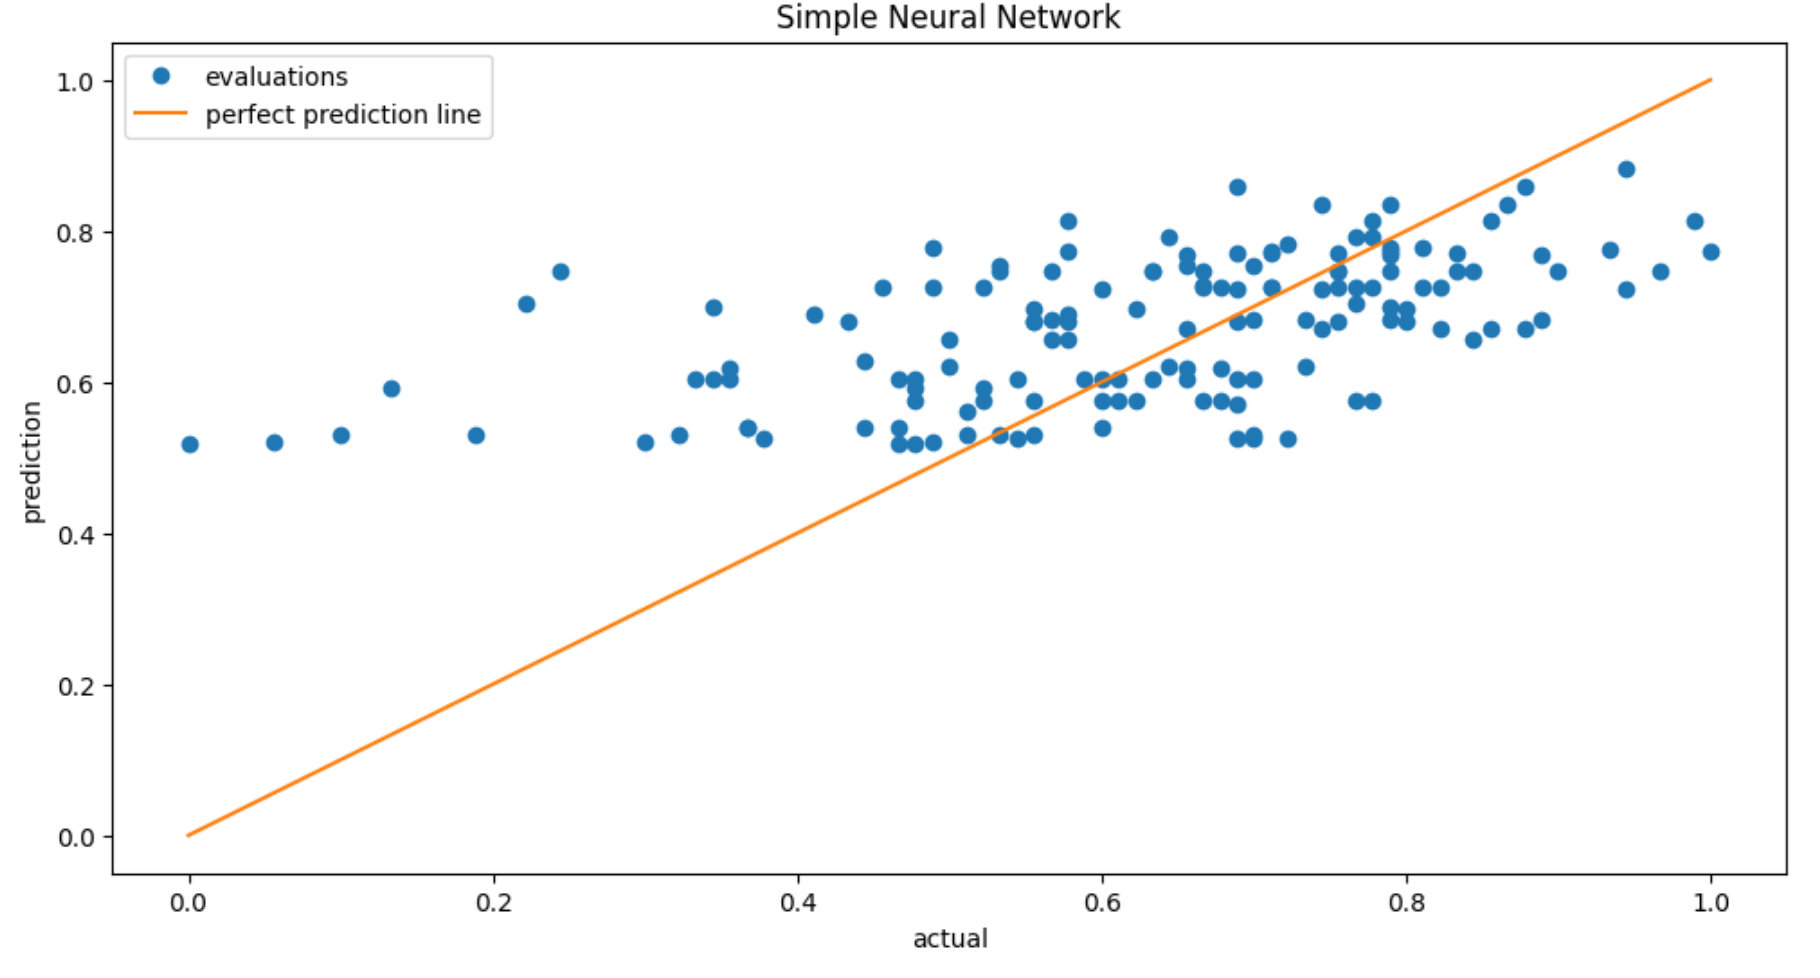 Simple Neural Network
evaluations
perfect prediction line
1.0
0.8
0.6
0.4
0.2
0.0
prediction
0.0 0.2 0.4 0.6 0.8 1.0
actual